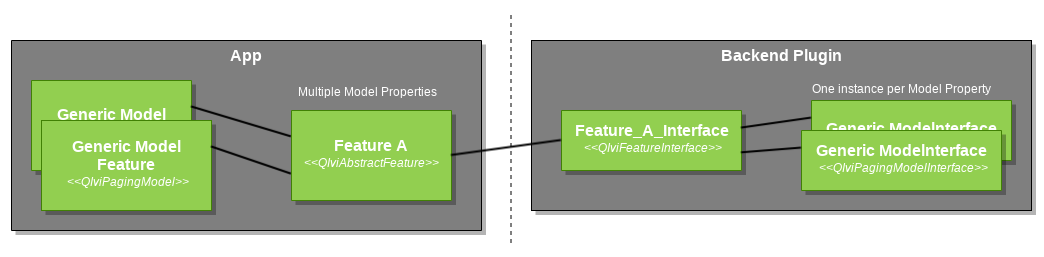 App
Multiple Model Properties
Generic Model
Generic Model
Feature
<<QIviPagingModel>>
Feature A
<<QIviAbstractFeature>>
Backend Plugin
One instance per Model Property
Feature_A_Interface
<<QIviFeatureInterface>>
Generic ModeInterface
Generic ModelInterface
<<QIviPagingModelInterface>>